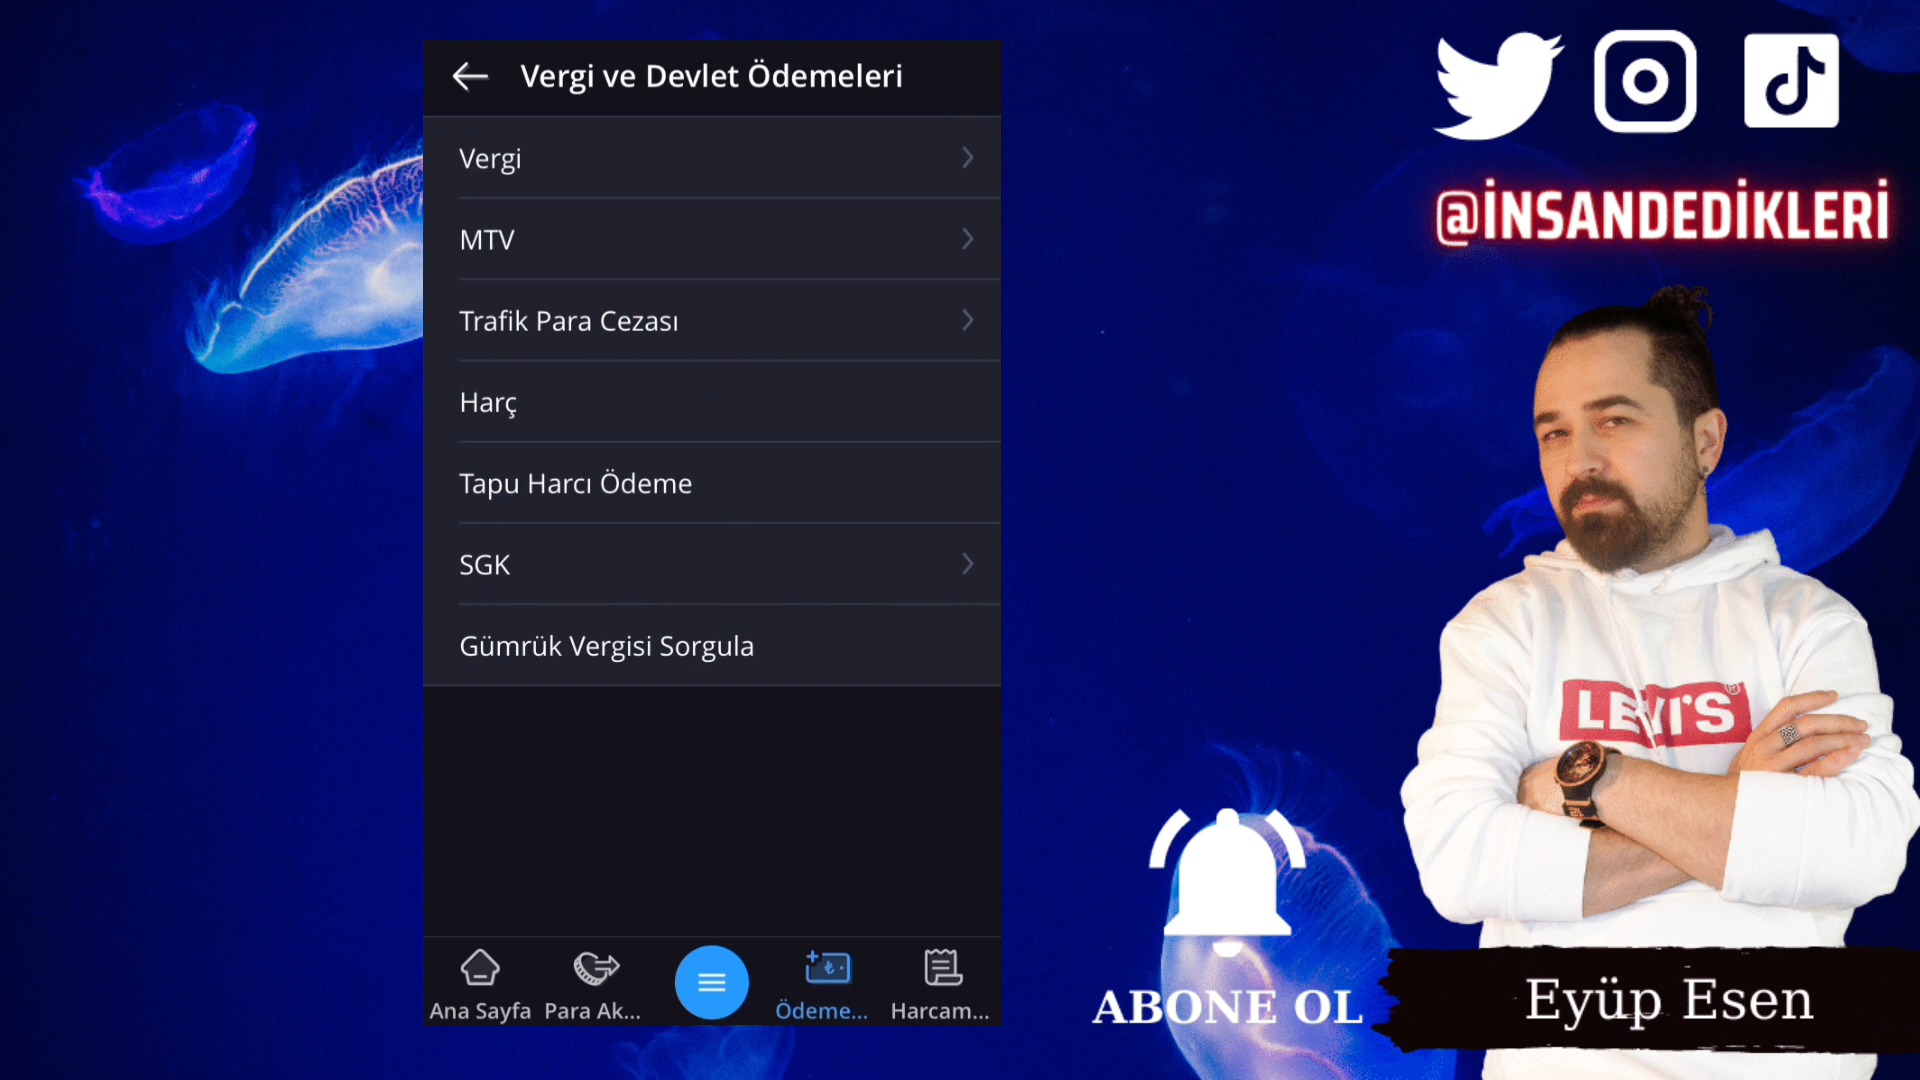 Vergi ve Devlet Ödemeleri
Vergi
MTV
Trafik Para Cezası
Harç
Tapu Harcı Ödeme
SGK
Gümrük Vergisi Sorgula
Ana Sayfa Para Ak... Ödeme... Harcam...
@İNSANDEDİKLERİ
LEVI'S
ABONE OL
Eyüp Esen